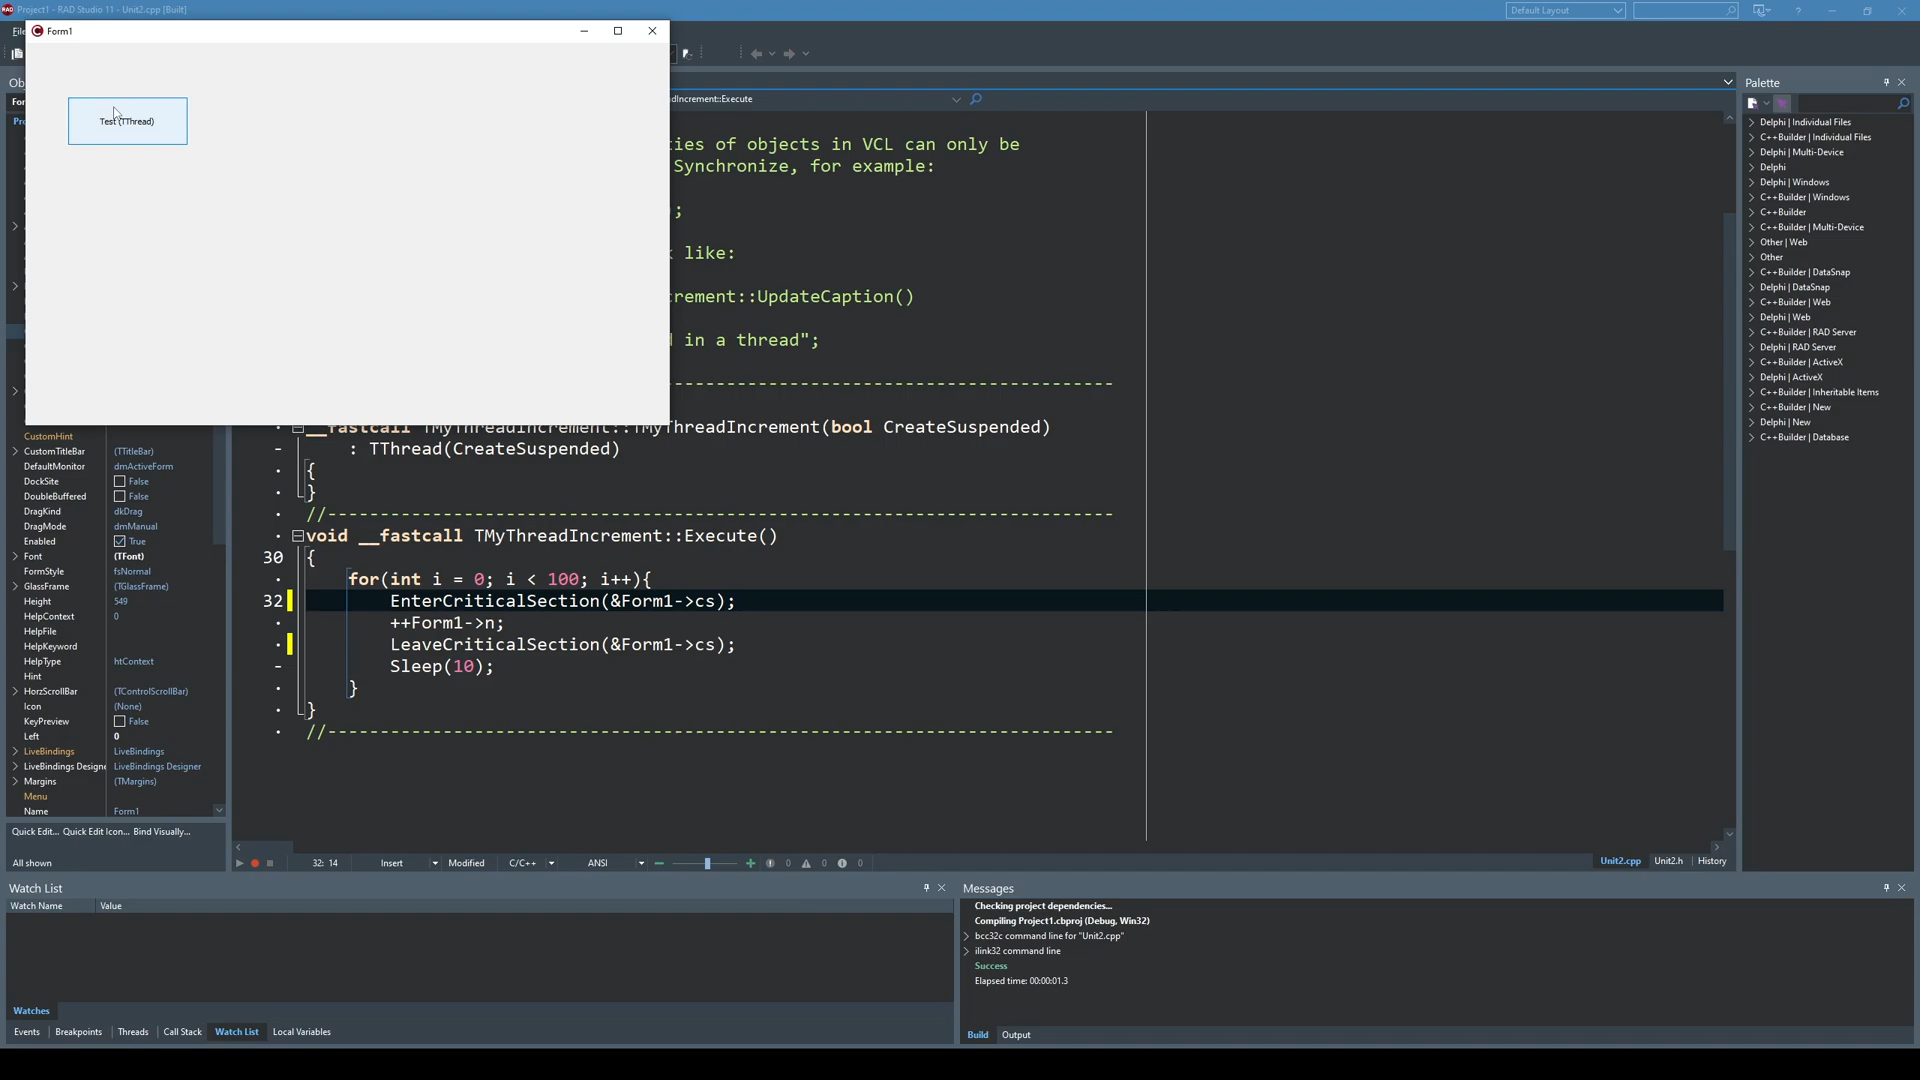 Project1 - RAD Studio 11 - Unit2.cpp [Built]
Default Layout
?
File
Form1
Test (TThread)
Palette
Delphi | Individual Files
C++Builder | Individual Files
Delphi | Multi-Device
Delphi
Delphi | Windows
C++Builder | Windows
C++Builder
C++Builder | Multi-Device
Other | Web
Other
C++Builder | DataSnap
Delphi | DataSnap
C++Builder | Web
Delphi | Web
C++Builder | RAD Server
Delphi | RAD Server
C++Builder | ActiveX
Delphi | ActiveX
C++Builder | Inheritable Items
C++Builder | New
Delphi | New
C++Builder | Database
Ob
For
Pro
dIncrement::Execute
ties of objects in VCL can only be
Synchronize, for example:
);
like:
rement::UpdateCaption()
in a thread";
--------------------------------------------
__fastcall TMyThreadIncrement::TMyThreadIncrement(bool CreateSuspended)
: TThread(CreateSuspended)
{
}
//---------------------------------------------------------------------------
void __fastcall TMyThreadIncrement::Execute()
30 {
for(int i = 0; i < 100; i++){
32 EnterCriticalSection(&Form1->cs);
++Form1->n;
LeaveCriticalSection(&Form1->cs);
Sleep(10);
}
}
//---------------------------------------------------------------------------
CustomHint
CustomTitleBar (TTitleBar)
DefaultMonitor dmActiveForm
DockSite False
DoubleBuffered False
DragKind dkDrag
DragMode dmManual
Enabled True
Font (TFont)
FormStyle fsNormal
GlassFrame (TGlassFrame)
Height 549
HelpContext 0
HelpFile
HelpKeyword
HelpType htContext
Hint
HorzScrollBar (TControlScrollBar)
Icon (None)
KeyPreview False
Left 0
LiveBindings LiveBindings
LiveBindings Designe LiveBindings Designer
Margins (TMargins)
Menu
Name Form1
Quick Edit... Quick Edit Icon... Bind Visually...
All shown
32: 14 Insert Modified C/C++ ANSI 0 0 0
Unit2.cpp Unit2.h History
Watch List
Watch Name Value
Watches
Events Breakpoints Threads Call Stack Watch List Local Variables
Messages
Checking project dependencies...
Compiling Project1.cbproj (Debug, Win32)
bcc32c command line for "Unit2.cpp"
ilink32 command line
Success
Elapsed time: 00:00:01.3
Build Output